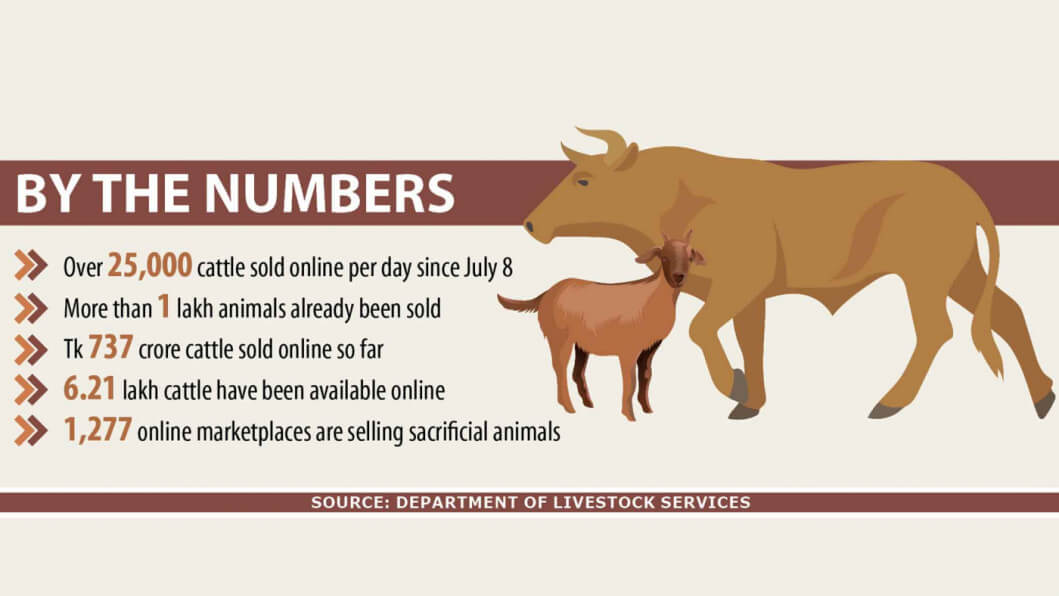 BY THE NUMBERS
Over 25,000 cattle sold online per day since July 8
More than 1 lakh animals already been sold
Tk 737 crore cattle sold online so far
6.21 lakh cattle have been available online
1,277 online marketplaces are selling sacrificial animals
SOURCE: DEPARTMENT OF LIVESTOCK SERVICES